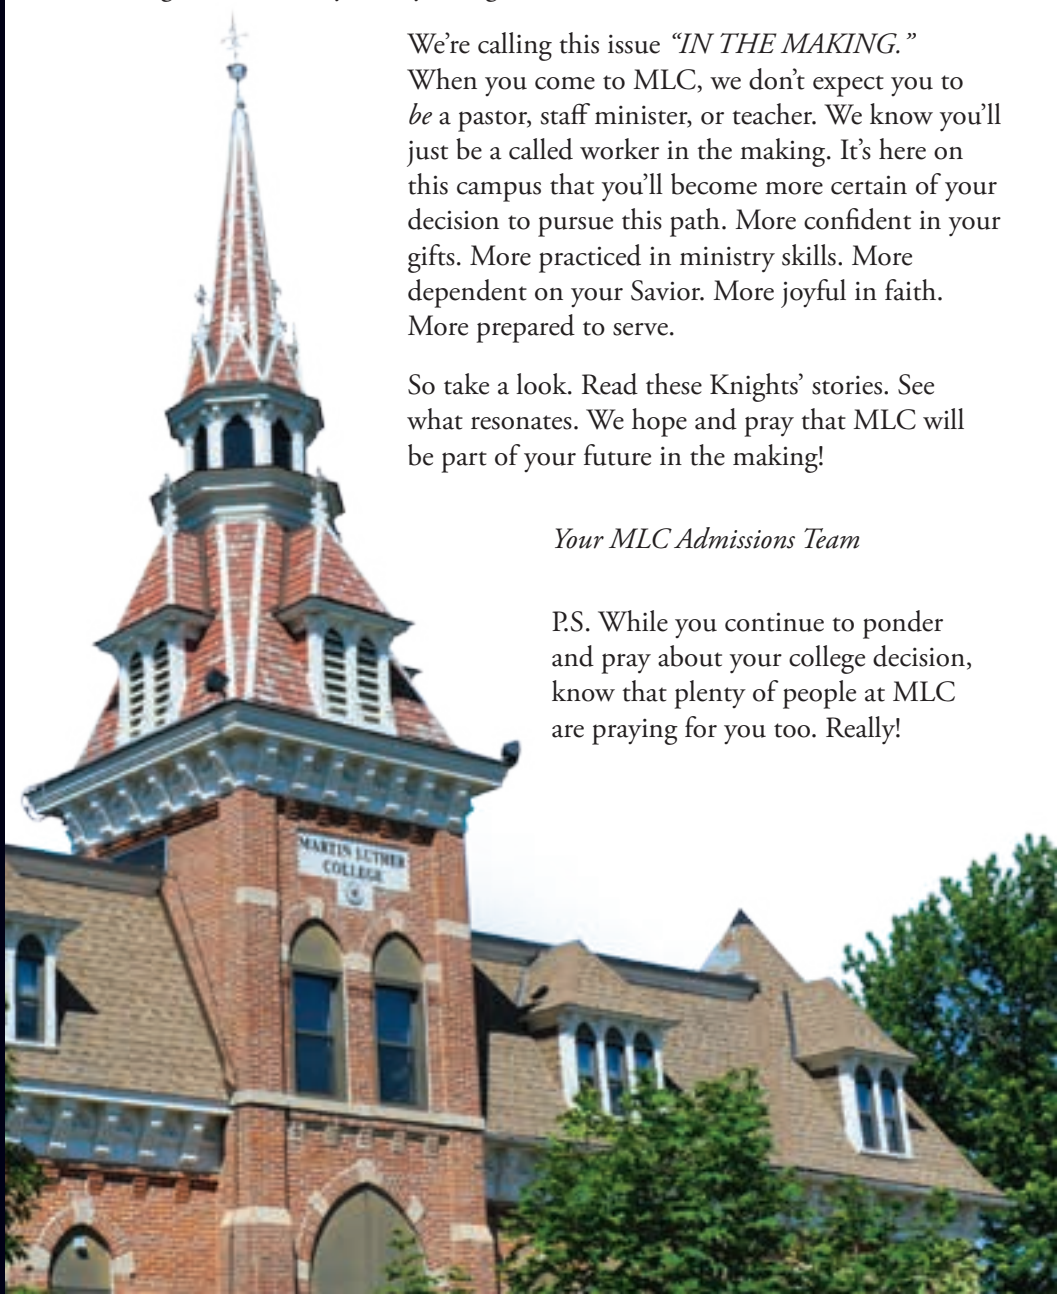 We're calling this issue “IN THE MAKING.”
When you come to MLC, we don't expect you to
be a pastor, staff minister, or teacher. We know you'll
just be a called worker in the making. It's here on
this campus that you'll become more certain of your
decision to pursue this path. More confident in your
gifts. More practiced in ministry skills. More
dependent on your Savior. More joyful in faith.
More prepared to serve.
So take a look. Read these Knights' stories. See
what resonates. We hope and pray that MLC will
be part of your future in the making!
Your MLC Admissions Team
P.S. While you continue to ponder
and pray about your college decision,
know that plenty of people at MLC
are praying for you too. Really!
MARTIN LUTHER
COLLEGE